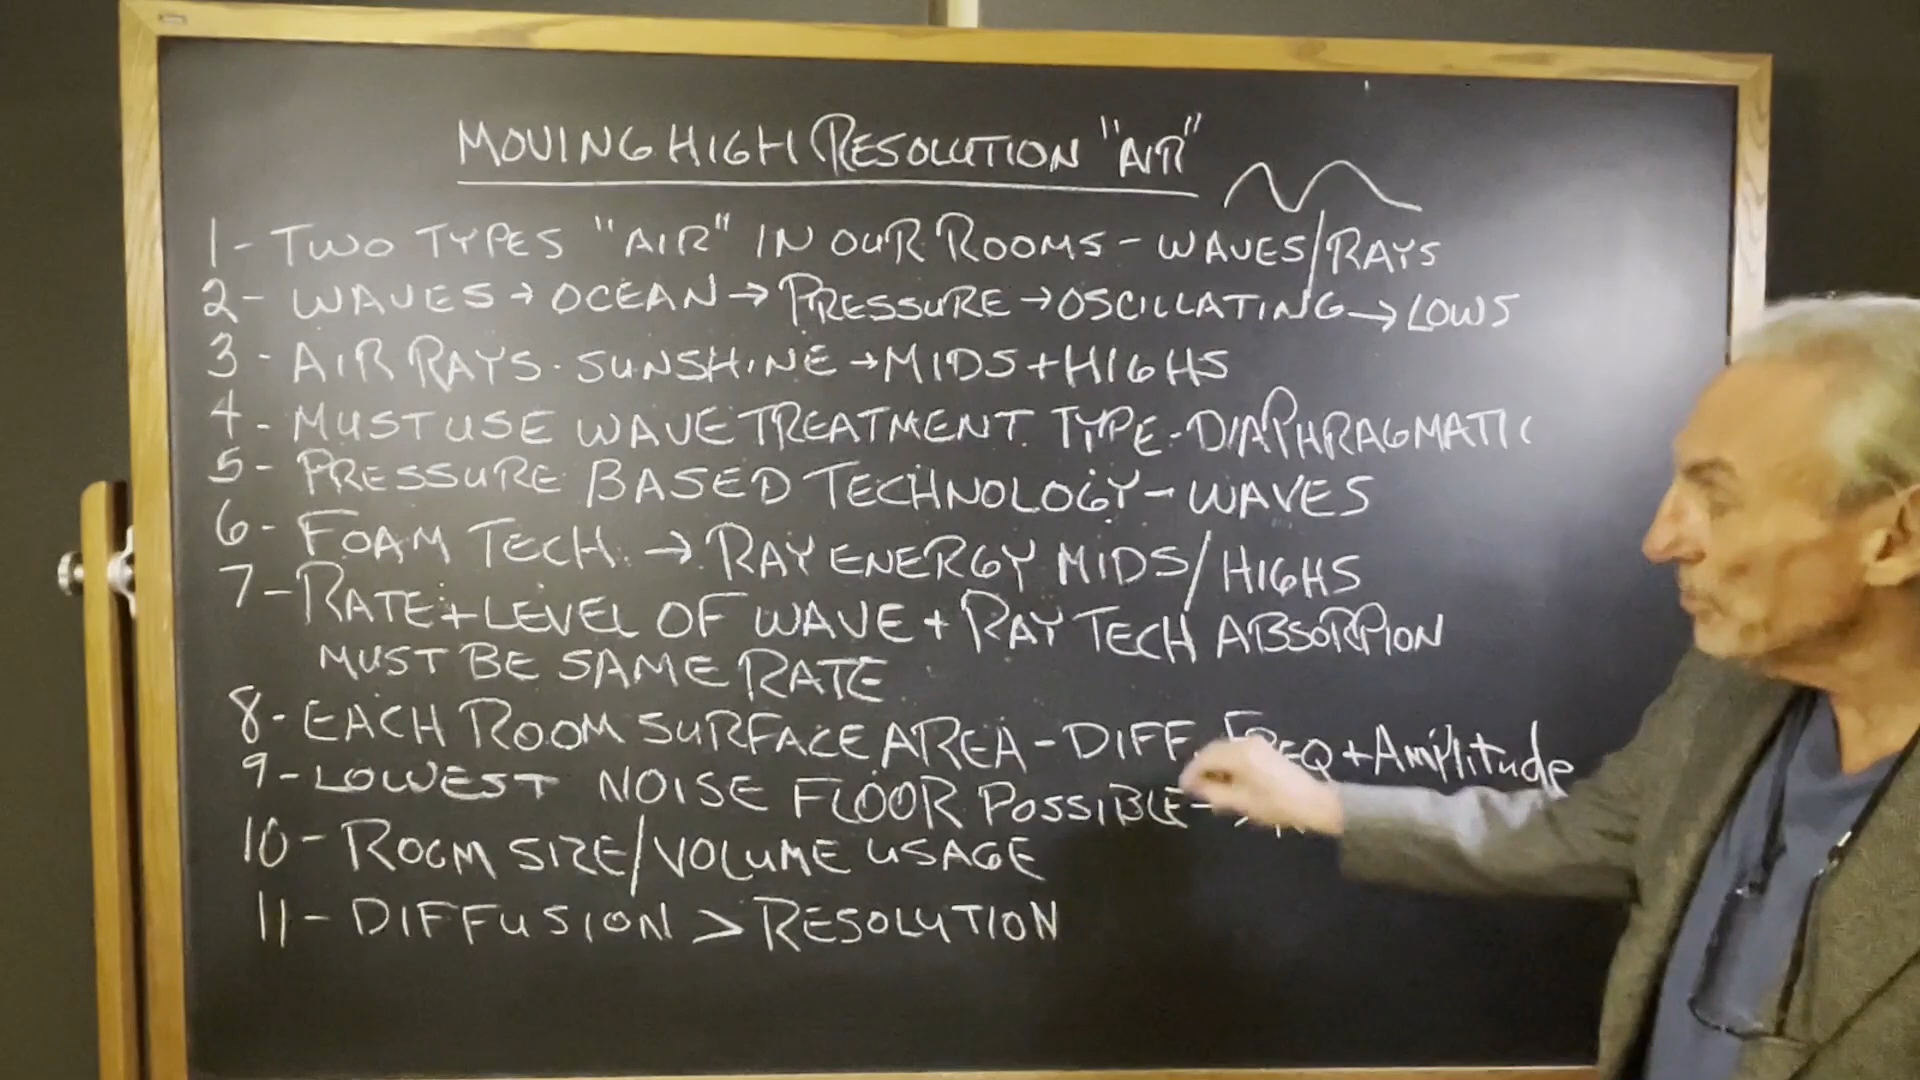 MOVING HIGH RESOLUTION "AIR"
1- TWO TYPES "AIR" IN OUR ROOMS - WAVES/RAYS
2- WAVES → OCEAN → PRESSURE → OSCILLATING → LOWS
3- AIR RAYS. SUNSHINE → MIDS + HIGHS
4- MUST USE WAVE TREATMENT TYPE - DIAPHRAGMATIC
5- PRESSURE BASED TECHNOLOGY - WAVES
6- FOAM TECH. → RAY ENERGY MIDS/HIGHS
7- RATE + LEVEL OF WAVE + RAY TECH ABSORPION
MUST BE SAME RATE
8- EACH ROOM SURFACE AREA - DIFF FREQ + Amplitude
9- LOWEST NOISE FLOOR POSSIBLE
10- ROOM SIZE/VOLUME USAGE
11- DIFFUSION > RESOLUTION